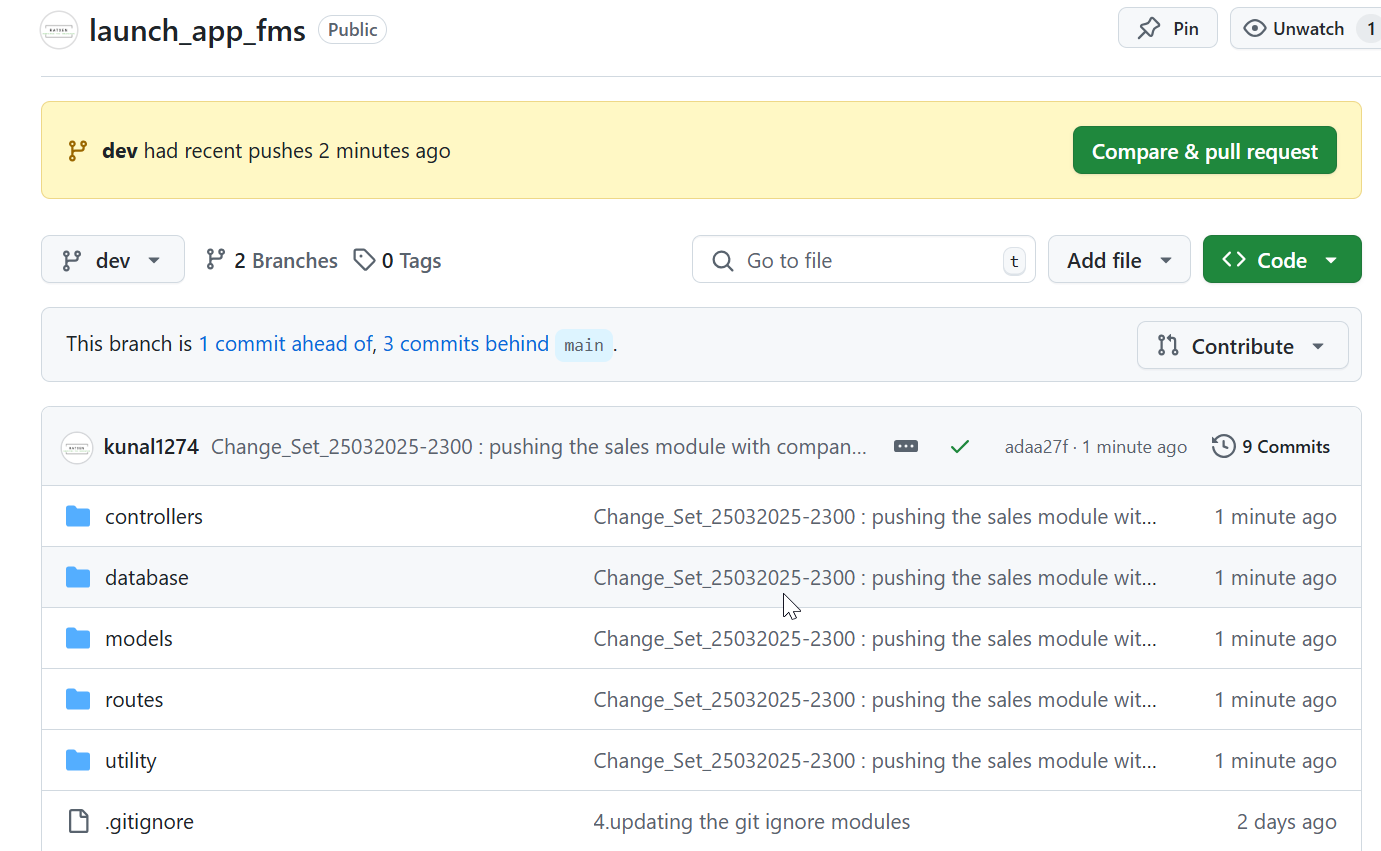 launch_app_fms Public Pin Unwatch 1
dev had recent pushes 2 minutes ago Compare & pull request
dev 2 Branches 0 Tags Go to file t Add file Code
This branch is 1 commit ahead of, 3 commits behind main .
Contribute
kunal1274 Change_Set_25032025-2300 : pushing the sales module with compan... adaa27f · 1 minute ago 9 Commits
controllers Change_Set_25032025-2300 : pushing the sales module wit... 1 minute ago
database Change_Set_25032025-2300 : pushing the sales module wit... 1 minute ago
models Change_Set_25032025-2300 : pushing the sales module wit... 1 minute ago
routes Change_Set_25032025-2300 : pushing the sales module wit... 1 minute ago
utility Change_Set_25032025-2300 : pushing the sales module wit... 1 minute ago
.gitignore 4.updating the git ignore modules 2 days ago